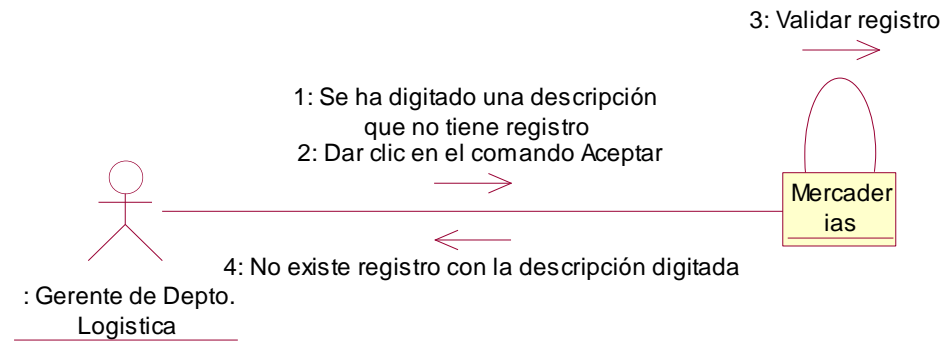 3: Validar registro
1: Se ha digitado una descripción
que no tiene registro
2: Dar clic en el comando Aceptar
Mercader
ias
4: No existe registro con la descripción digitada
: Gerente de Depto.
Logistica